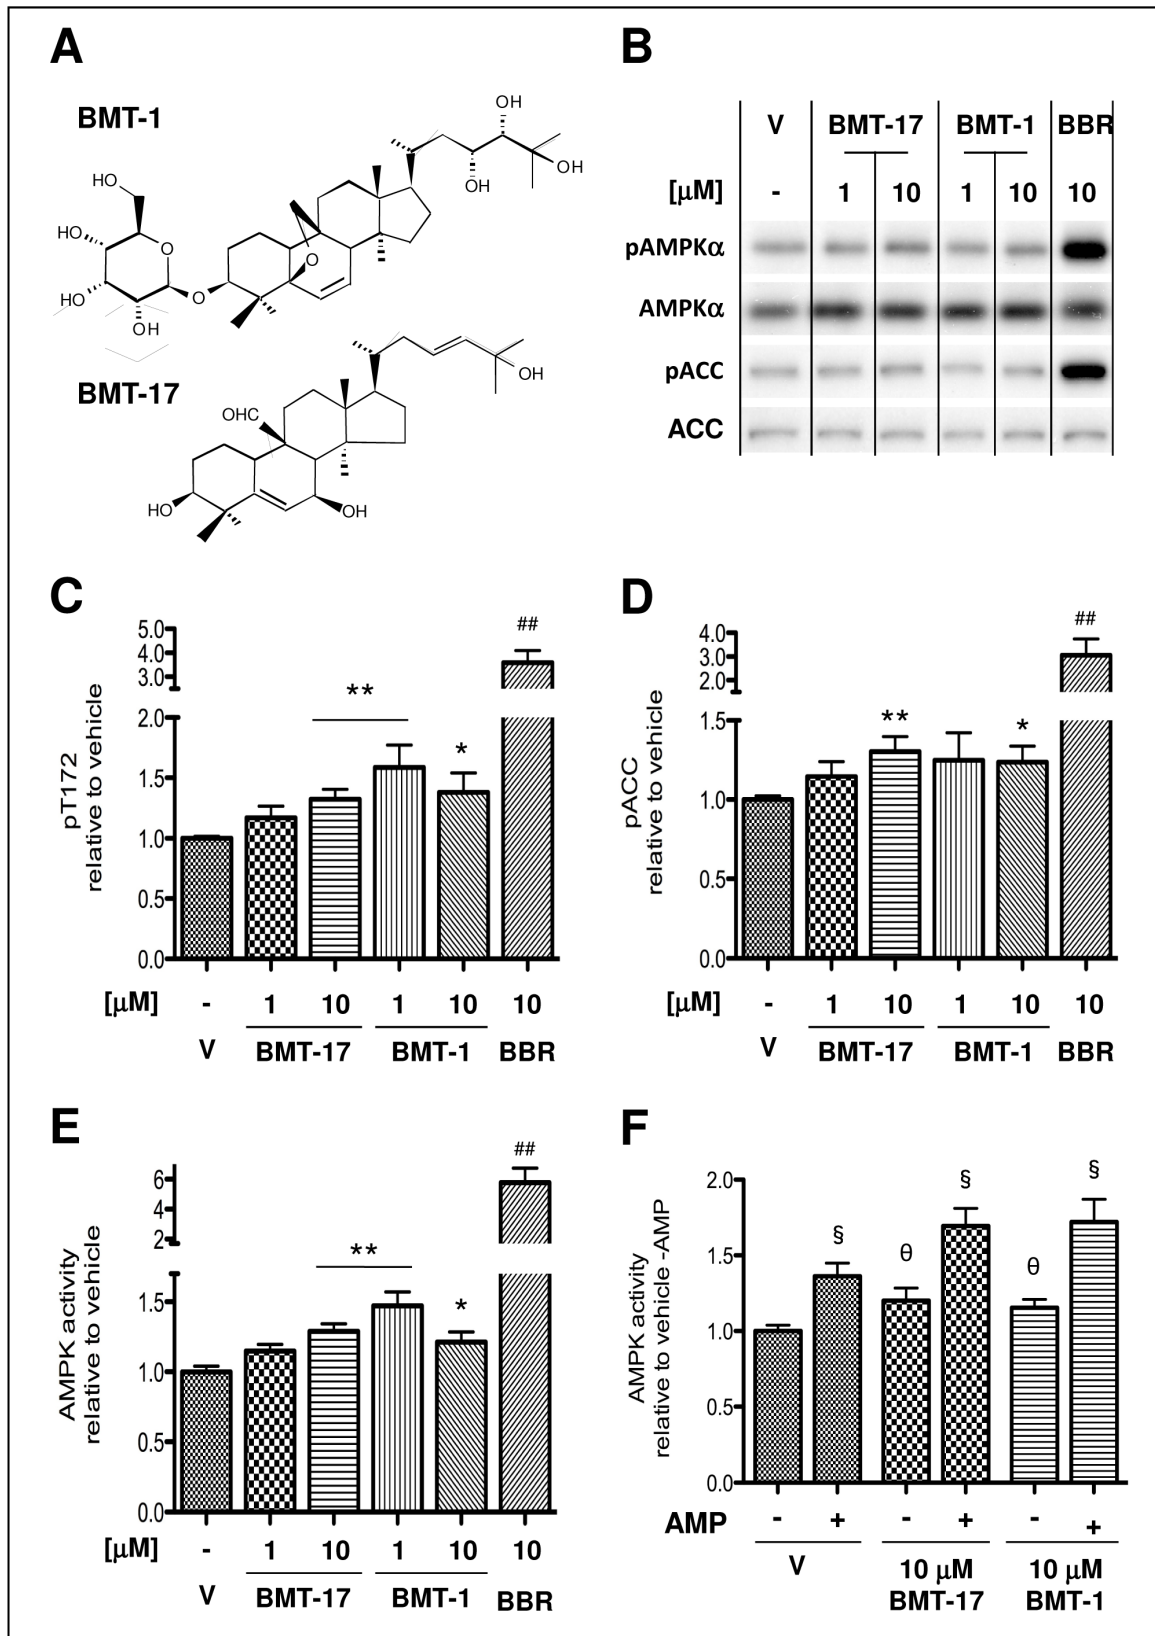 A
BMT-1
OH
OH
OH
HO
HO
O
HO
OH
O
O
BMT-17
OHC
OH
HO
OH
B
V BMT-17 BMT-1 BBR
[μM] - 1 10 1 10 10
pAMPKα
AMPKα
pACC
ACC
C
pT172
relative to vehicle
5.0
4.0
3.0
2.0
1.5
1.0
0.5
0.0
**
*
##
[μM] - 1 10 1 10 10
V BMT-17 BMT-1 BBR
D
pACC
relative to vehicle
4.0
3.0
2.0
1.5
1.0
0.5
0.0
**
*
##
[μM] - 1 10 1 10 10
V BMT-17 BMT-1 BBR
E
AMPK activity
relative to vehicle
6
4
2
1.5
1.0
0.5
0.0
**
*
##
[μM] - 1 10 1 10 10
V BMT-17 BMT-1 BBR
F
AMPK activity
relative to vehicle -AMP
2.0
1.5
1.0
0.5
0.0
§
θ
§
θ
§
AMP - + - + - +
V 10 μM 10 μM
BMT-17 BMT-1